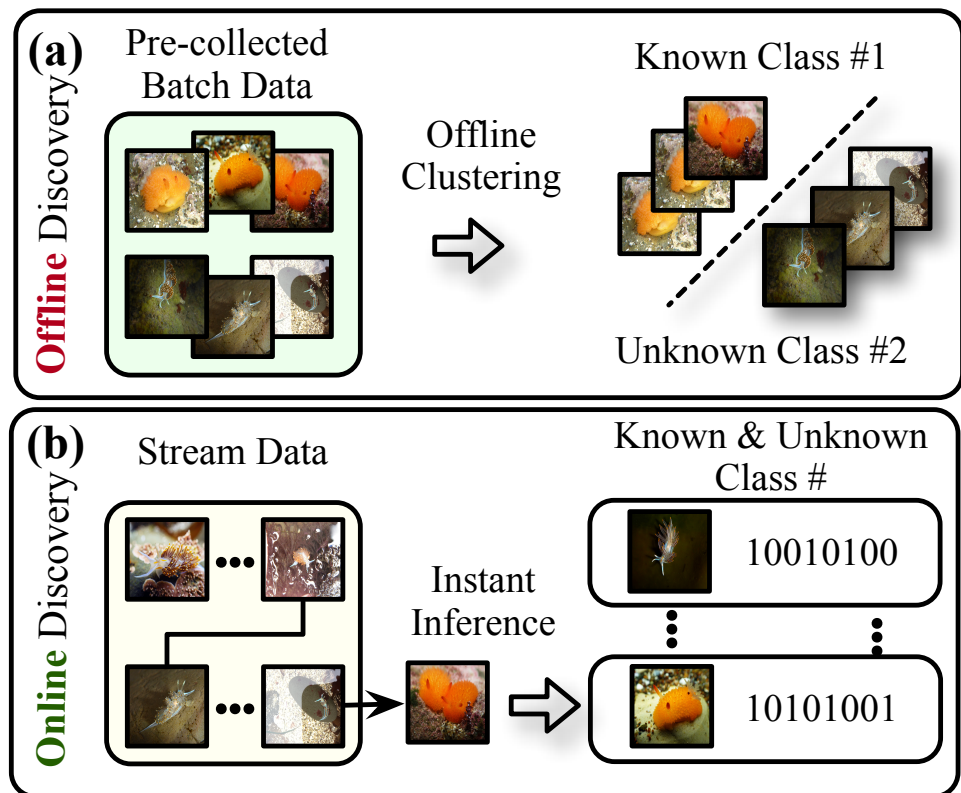 (a)
Offline Discovery
Pre-collected
Batch Data
Offline
Clustering
Known Class #1
Unknown Class #2
(b)
Online Discovery
Stream Data
Instant
Inference
Known & Unknown
Class #
10010100
10101001